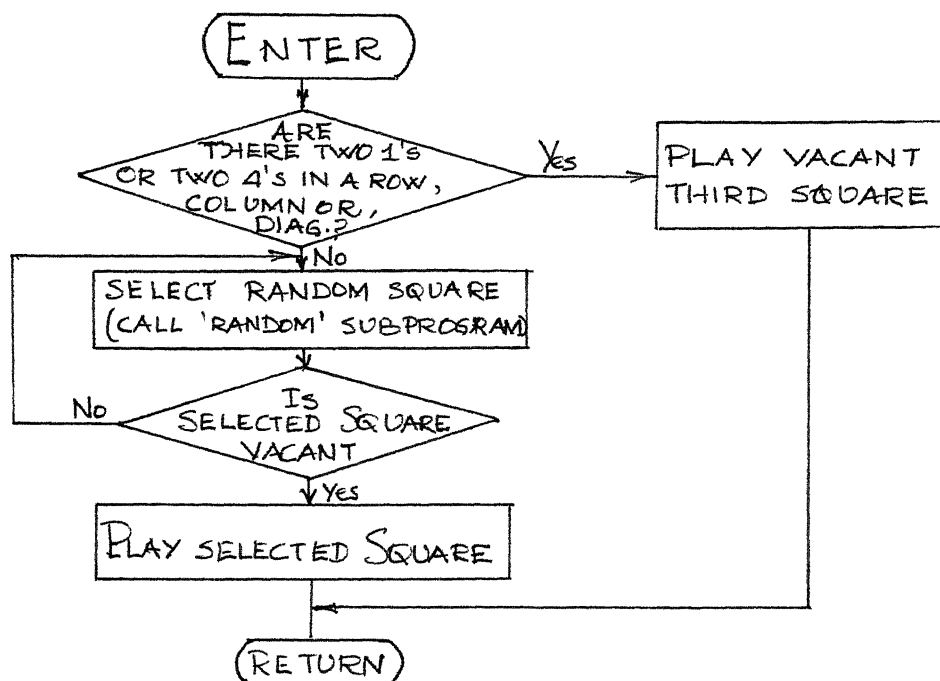 ENTER
ARE
THERE TWO 1's
OR TWO 4's IN A ROW,
COLUMN OR,
DIAG.?
Yes
PLAY VACANT
THIRD SQUARE
No
SELECT RANDOM SQUARE
(CALL 'RANDOM' SUBPROGRAM)
No
Is
SELECTED SQUARE
VACANT
Yes
PLAY SELECTED SQUARE
RETURN